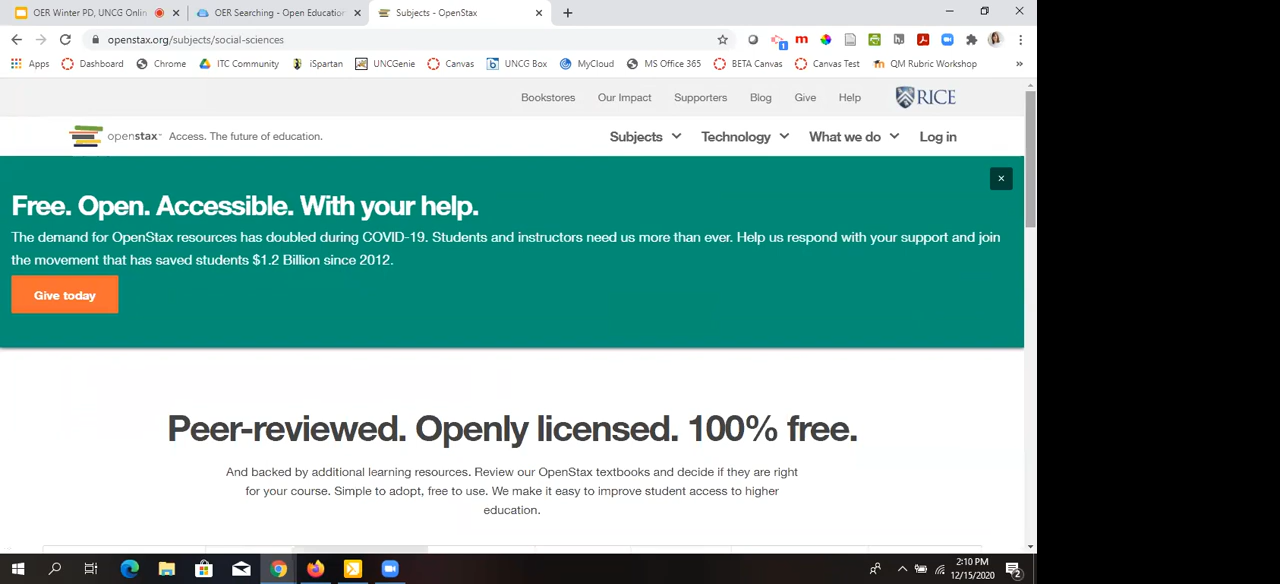 OER Winter PD, UNCG Onlin
OER Searching - Open Education
Subjects - OpenStax
openstax.org/subjects/social-sciences
Apps Dashboard Chrome ITC Community iSpartan UNCGenie Canvas UNCG Box MyCloud MS Office 365 BETA Canvas Canvas Test QM Rubric Workshop »
Bookstores Our Impact Supporters Blog Give Help RICE
openstax Access. The future of education. Subjects Technology What we do Log in
Free. Open. Accessible. With your help.
The demand for OpenStax resources has doubled during COVID-19. Students and instructors need us more than ever. Help us respond with your support and join
the movement that has saved students $1.2 Billion since 2012.
Give today
Peer-reviewed. Openly licensed. 100% free.
And backed by additional learning resources. Review our OpenStax textbooks and decide if they are right
for your course. Simple to adopt, free to use. We make it easy to improve student access to higher
education.
2:10 PM
12/15/2020
2